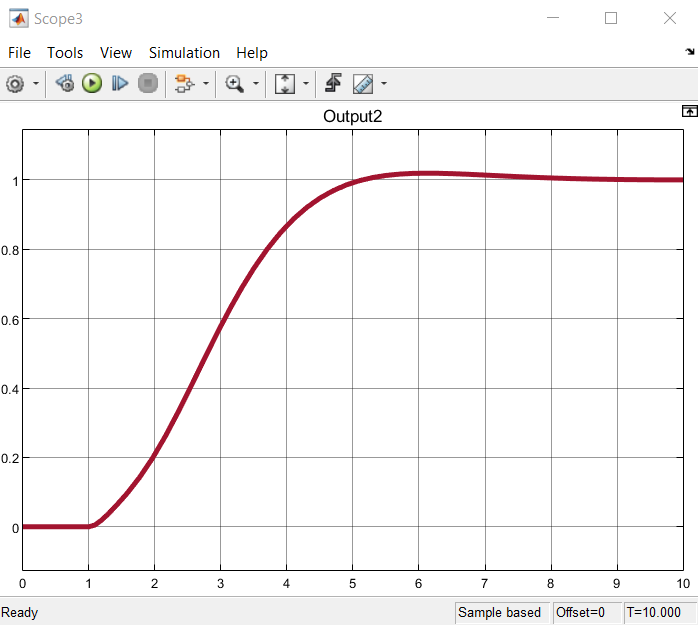 Scope3
File Tools View Simulation Help
Output2
1
0.8
0.6
0.4
0.2
0
0 1 2 3 4 5 6 7 8 9 10
Ready Sample based Offset=0 T=10.000